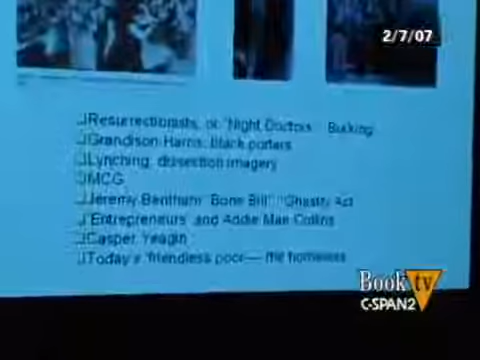 2/7/07
❑Resurrectionists, or "Night Doctors" Burking
❑Grandison Harris, black porters
❑Lynching, dissection imagery
❑MCG
❑Jeremy Bentham "Bone Bill" "Ghastly Act"
❑"Entrepreneurs" and Addie Mae Collins
❑Casper Yeagin
❑Today's "friendless poor— the homeless
Book tv
C-SPAN2